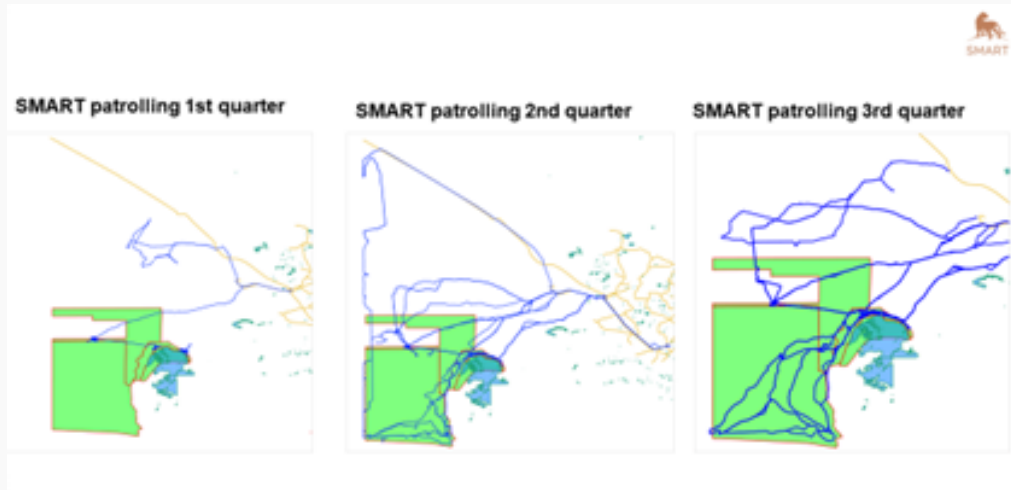 SMART
SMART patrolling 1st quarter
SMART patrolling 2nd quarter
SMART patrolling 3rd quarter